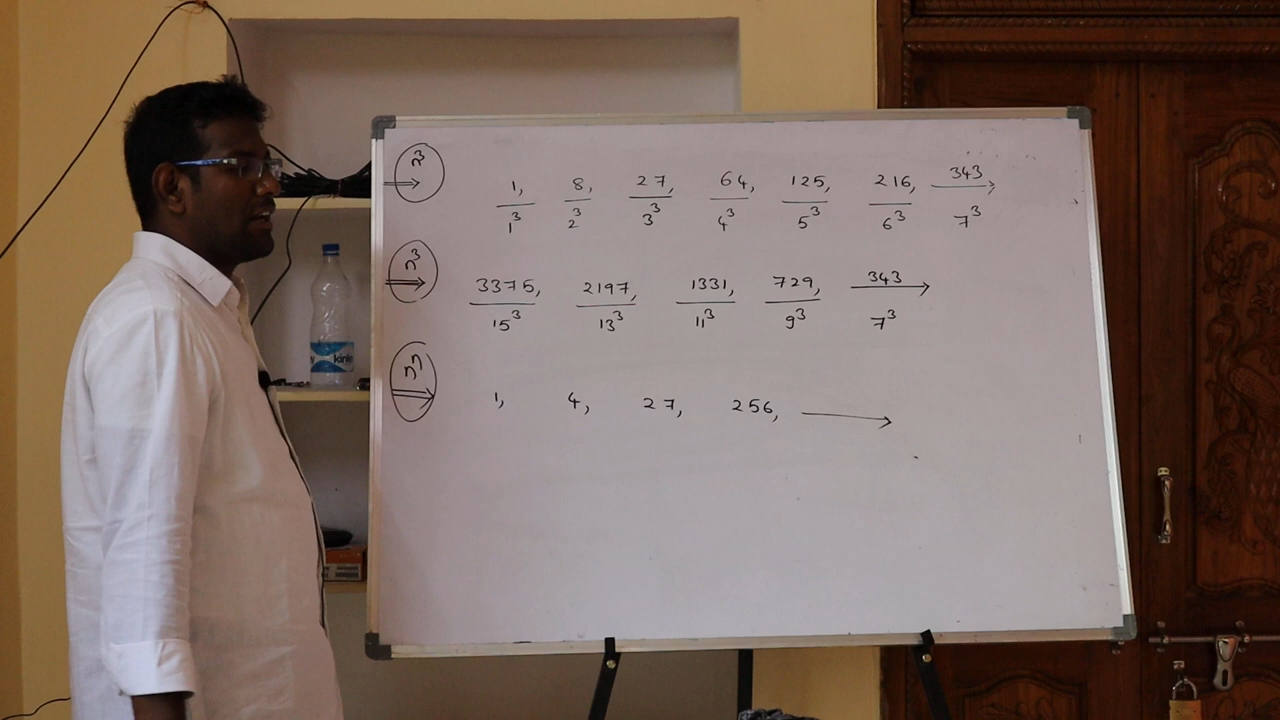 n³ ⇒ 1, 8, 27, 64, 125, 216, 343
1³ 2³ 3³ 4³ 5³ 6³ 7³
n³ ⇒ 3375, 2197, 1331, 729, 343
15³ 13³ 11³ 9³ 7³
nⁿ ⇒ 1, 4, 27, 256, →
kinle